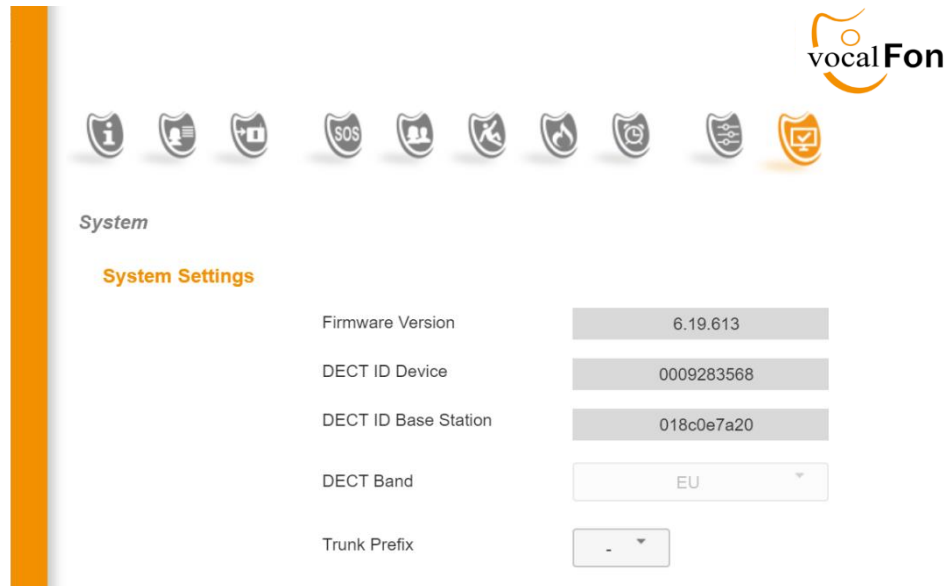 vocalFon
SOS
System
System Settings
Firmware Version 6.19.613
DECT ID Device 0009283568
DECT ID Base Station 018c0e7a20
DECT Band EU
Trunk Prefix -